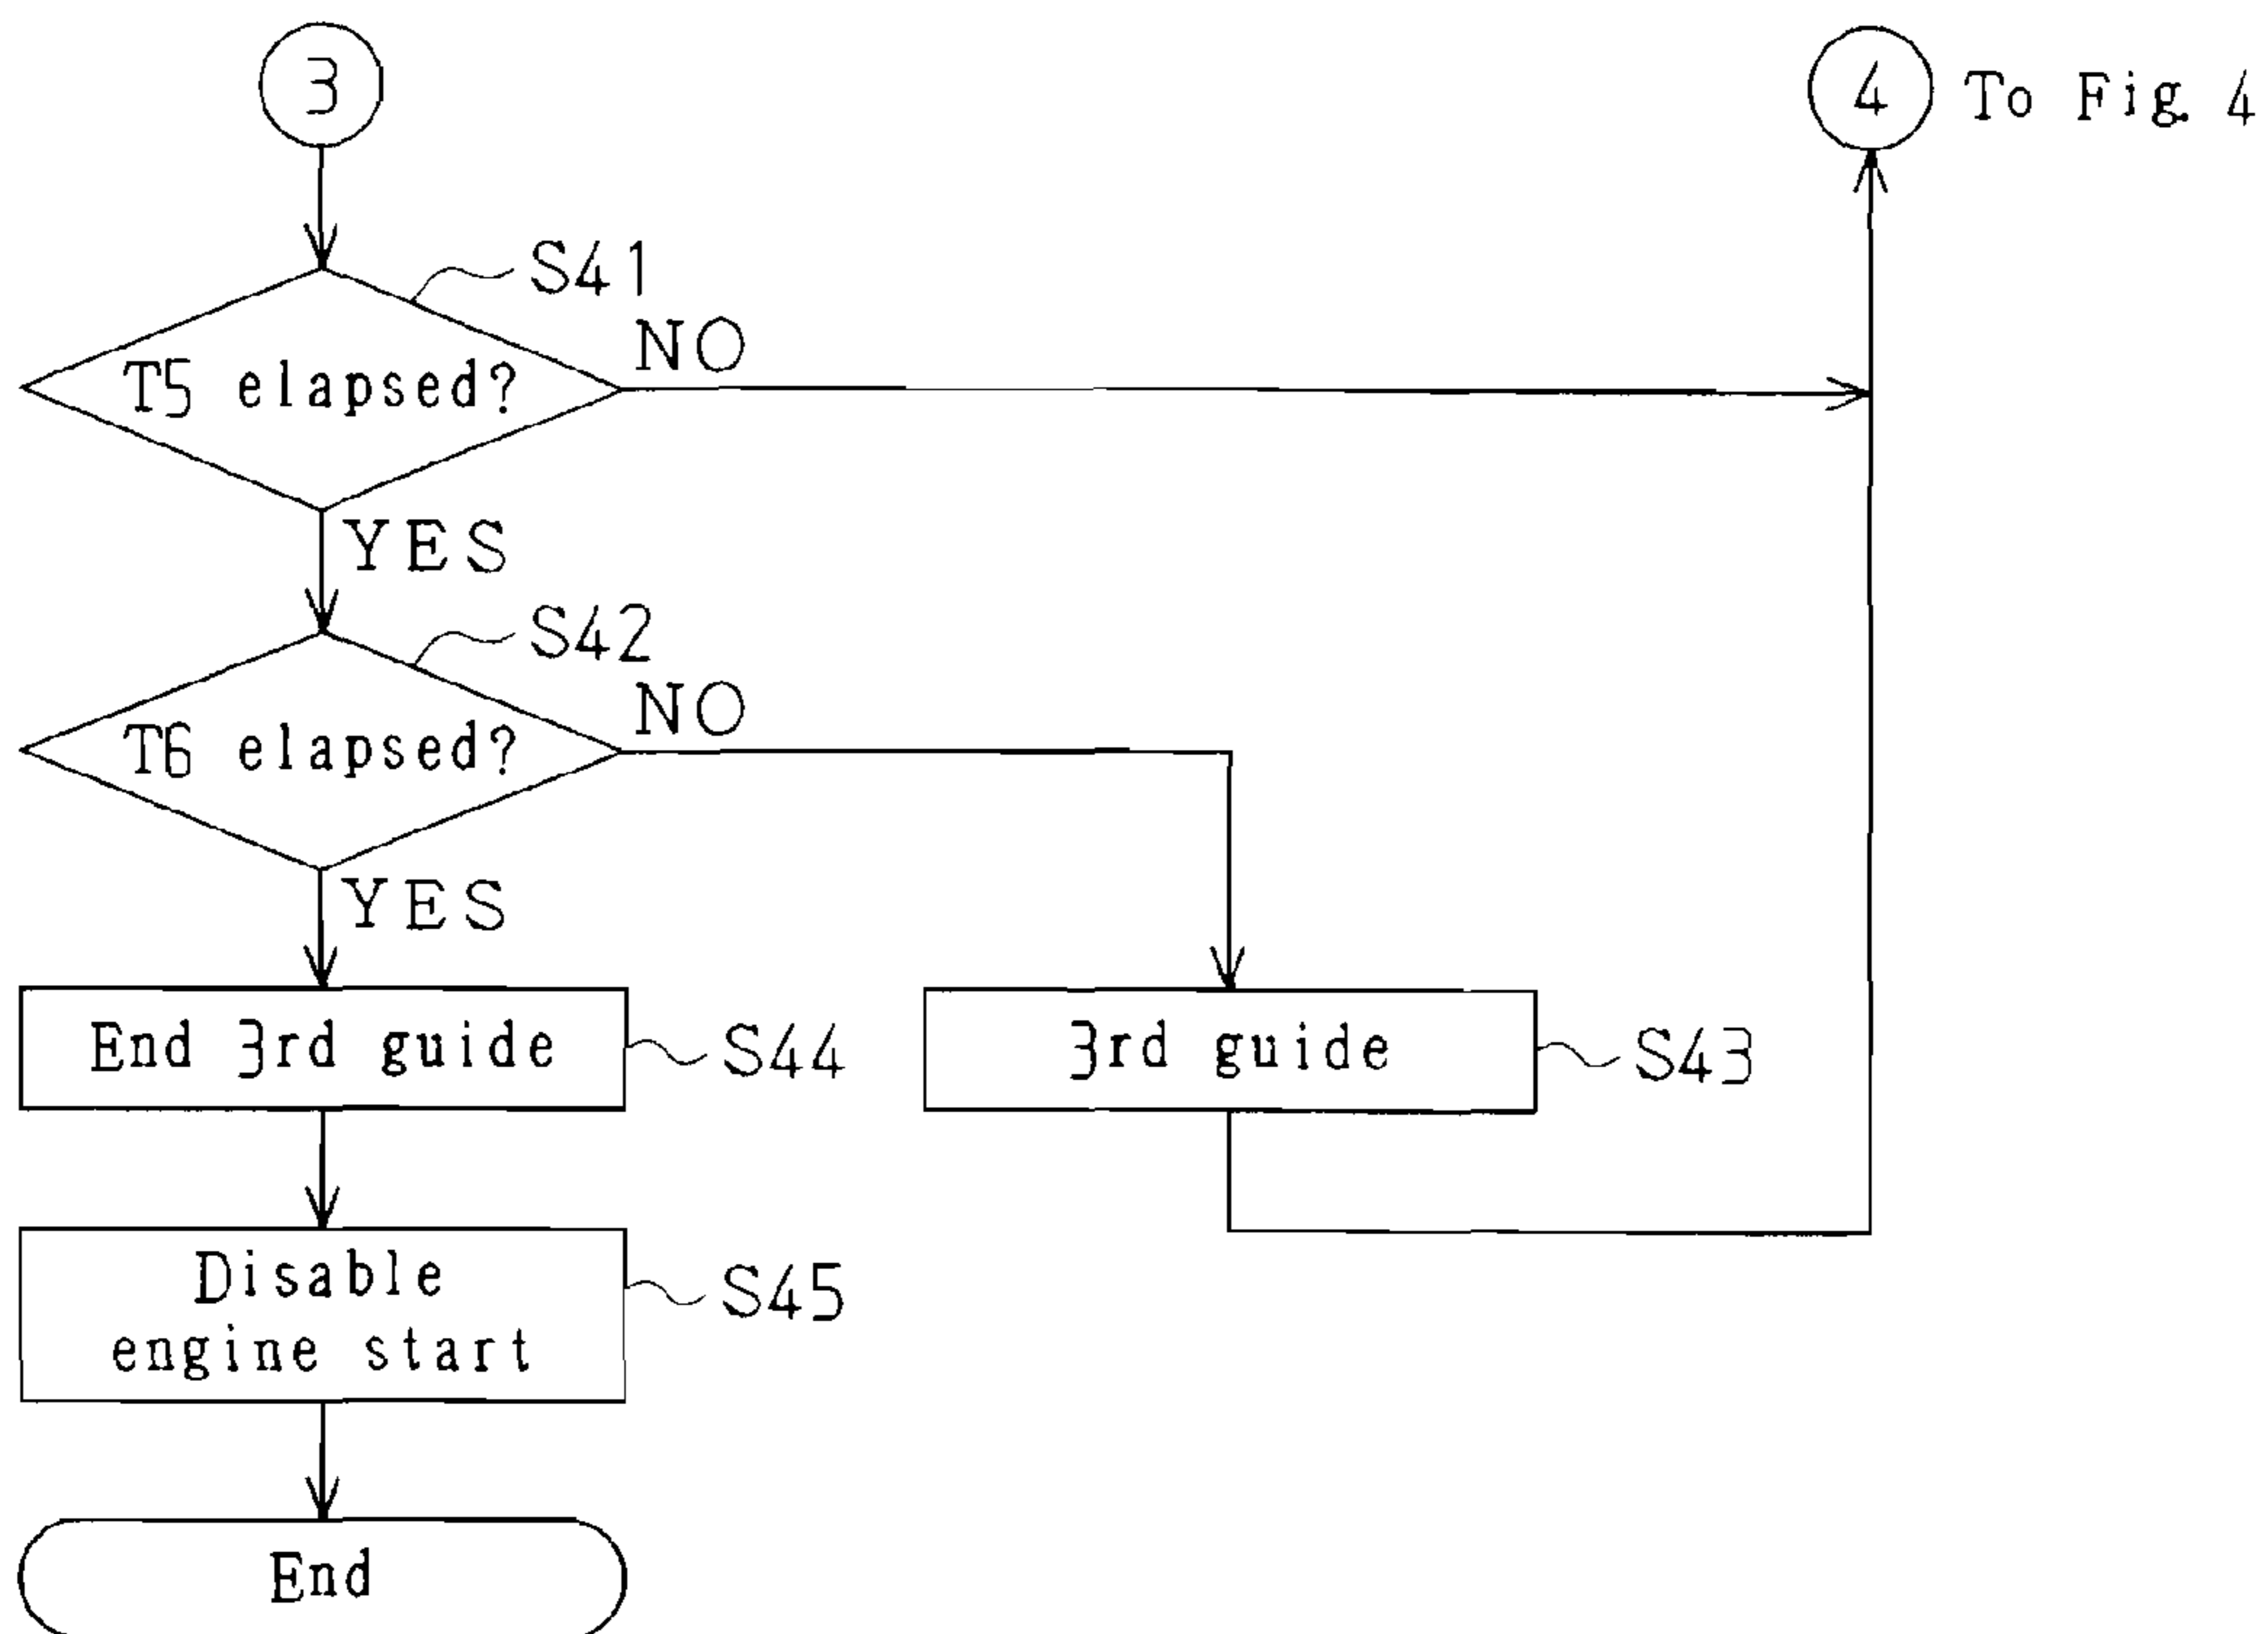 3
4 To Fig. 4
S41
NO
T5 elapsed?
YES
S42
NO
T6 elapsed?
YES
End 3rd guide
S44
3rd guide
S43
Disable
engine start
S45
End